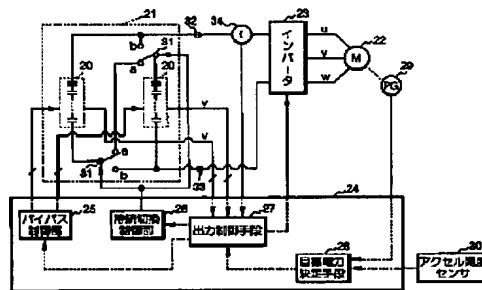 21
34
23
22
b
32
31
a
I
インバータ
u
v
w
M
20
20
29
PG
a
v
v
31
b
33
24
25
26
27
バイパス制御部
接続切換制御部
出力制御手段
28
目標電力決定手段
30
アクセル開度センサ